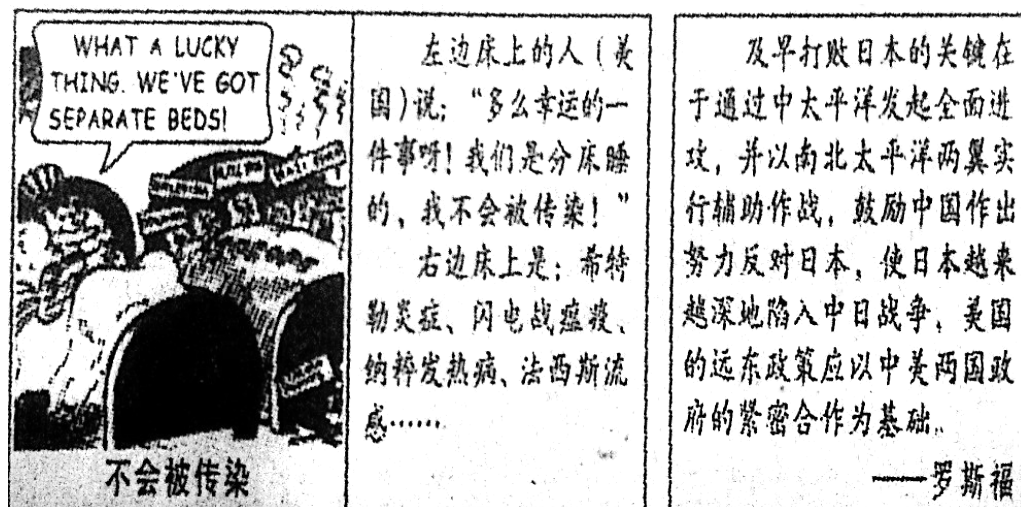 WHAT A LUCKY
THING. WE'VE GOT
SEPARATE BEDS!
不会被传染
左边床上的人（美
国）说：“多么幸运的一
件事呀！我们是分床睡
的，我不会被传染！”
右边床上是：希特
勒炎症、闪电战瘟疫、
纳粹发热病、法西斯流
感……
及早打败日本的关键在
于通过中太平洋发起全面进
攻，并以南北太平洋两翼实
行辅助作战，鼓励中国作出
努力反对日本，使日本越来
越深地陷入中日战争，美国
的远东政策应以中美两国政
府的紧密合作为基础。
——罗斯福